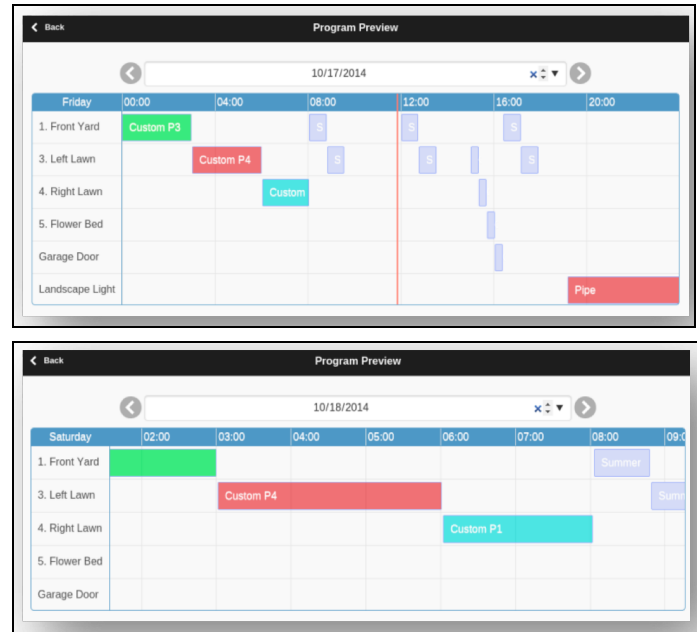 Back Program Preview
10/17/2014
Friday 00:00 04:00 08:00 12:00 16:00 20:00
1. Front Yard Custom P3 S S S
3. Left Lawn Custom P4 S S S
4. Right Lawn Custom
5. Flower Bed
Garage Door
Landscape Light Pipe
Back Program Preview
10/18/2014
Saturday 02:00 03:00 04:00 05:00 06:00 07:00 08:00 09:0
1. Front Yard Summer
3. Left Lawn Custom P4 Summ
4. Right Lawn Custom P1
5. Flower Bed
Garage Door